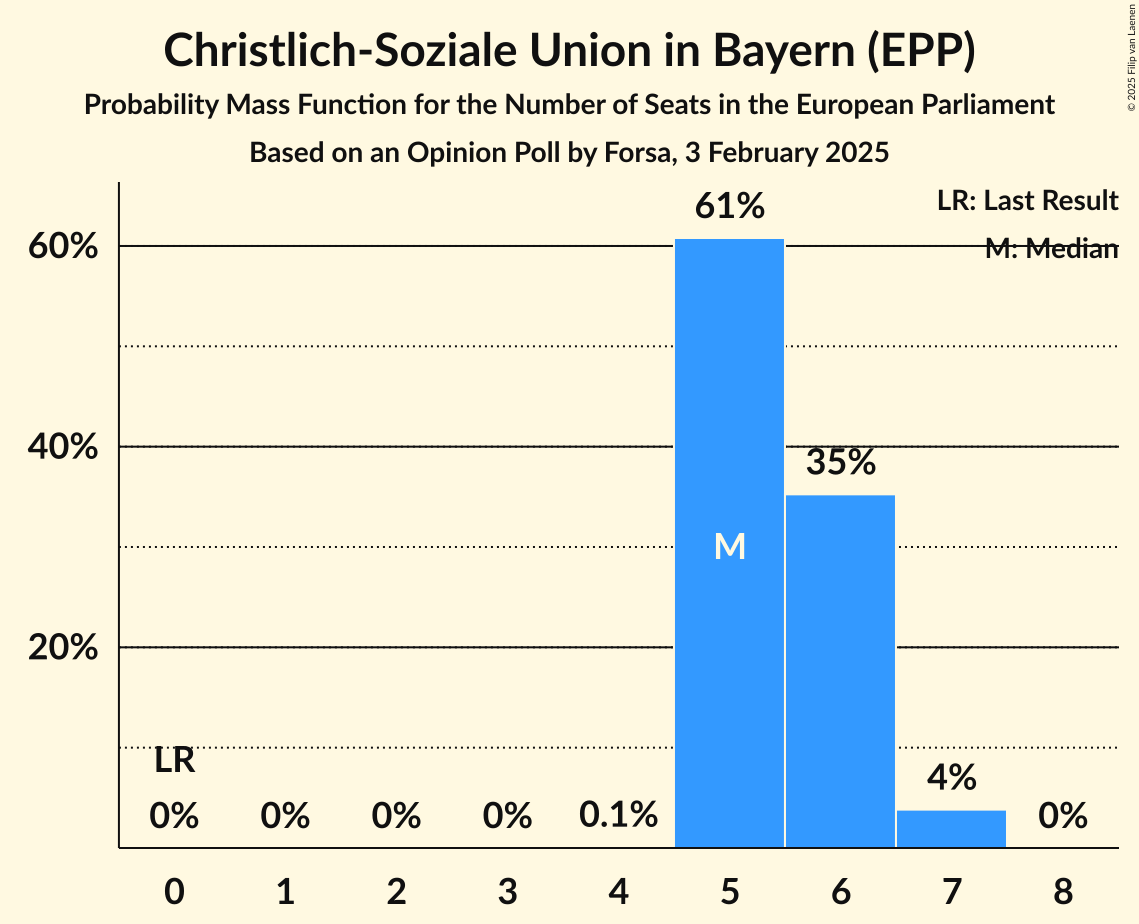 Christlich-Soziale Union in Bayern (EPP)
Probability Mass Function for the Number of Seats in the European Parliament
Based on an Opinion Poll by Forsa, 3 February 2025
© 2025 Filip van Laenen
LR: Last Result
M: Median
60%
40%
20%
61%
35%
M
LR
4%
0%
0%
0%
0%
0.1%
0%
0
1
2
3
4
5
6
7
8